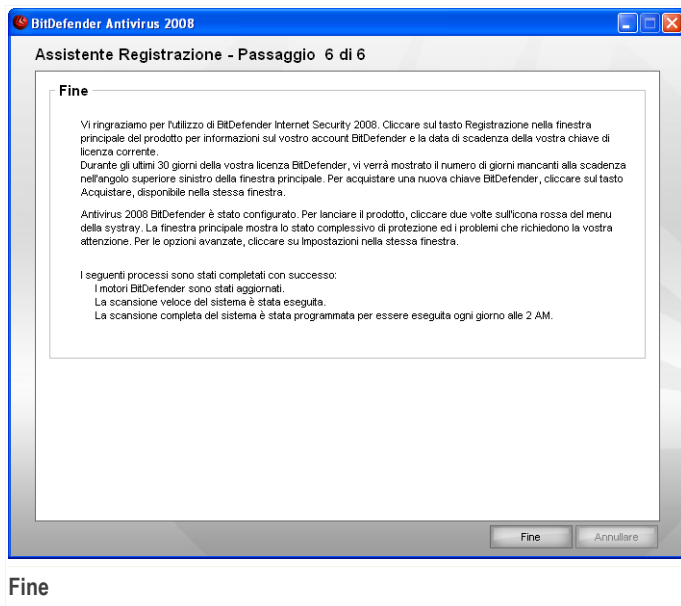 BitDefender Antivirus 2008
Assistente Registrazione - Passaggio 6 di 6
Fine
Vi ringraziamo per l'utilizzo di BitDefender Internet Security 2008. Cliccare sul tasto Registrazione nella finestra
principale del prodotto per informazioni sul vostro account BitDefender e la data di scadenza della vostra chiave di
licenza corrente.
Durante gli ultimi 30 giorni della vostra licenza BitDefender, vi verrà mostrato il numero di giorni mancanti alla scadenza
nell'angolo superiore sinistro della finestra principale. Per acquistare una nuova chiave BitDefender, cliccare sul tasto
Acquistare, disponibile nella stessa finestra.
Antivirus 2008 BitDefender è stato configurato. Per lanciare il prodotto, cliccare due volte sull'icona rossa del menu
della systray. La finestra principale mostra lo stato complessivo di protezione ed i problemi che richiedono la vostra
attenzione. Per le opzioni avanzate, cliccare su Impostazioni nella stessa finestra.
I seguenti processi sono stati completati con successo:
I motori BitDefender sono stati aggiornati.
La scansione veloce del sistema è stata eseguita.
La scansione completa del sistema è stata programmata per essere eseguita ogni giorno alle 2 AM.
Fine
Annullare
Fine